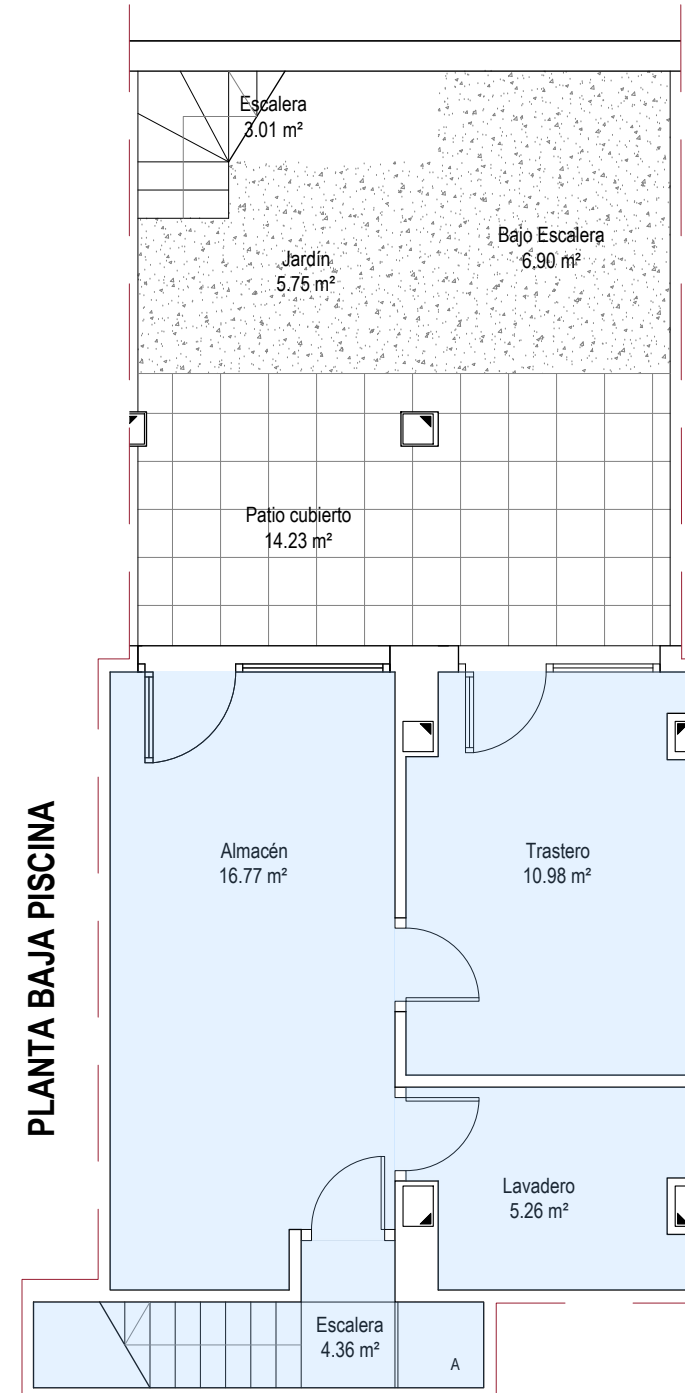 Escalera
3.01 m²
Bajo Escalera
6.90 m²
Jardín
5.75 m²
Patio cubierto
14.23 m²
PLANTA BAJA PISCINA
Almacén
16.77 m²
Trastero
10.98 m²
Lavadero
5.26 m²
Escalera
4.36 m²
A